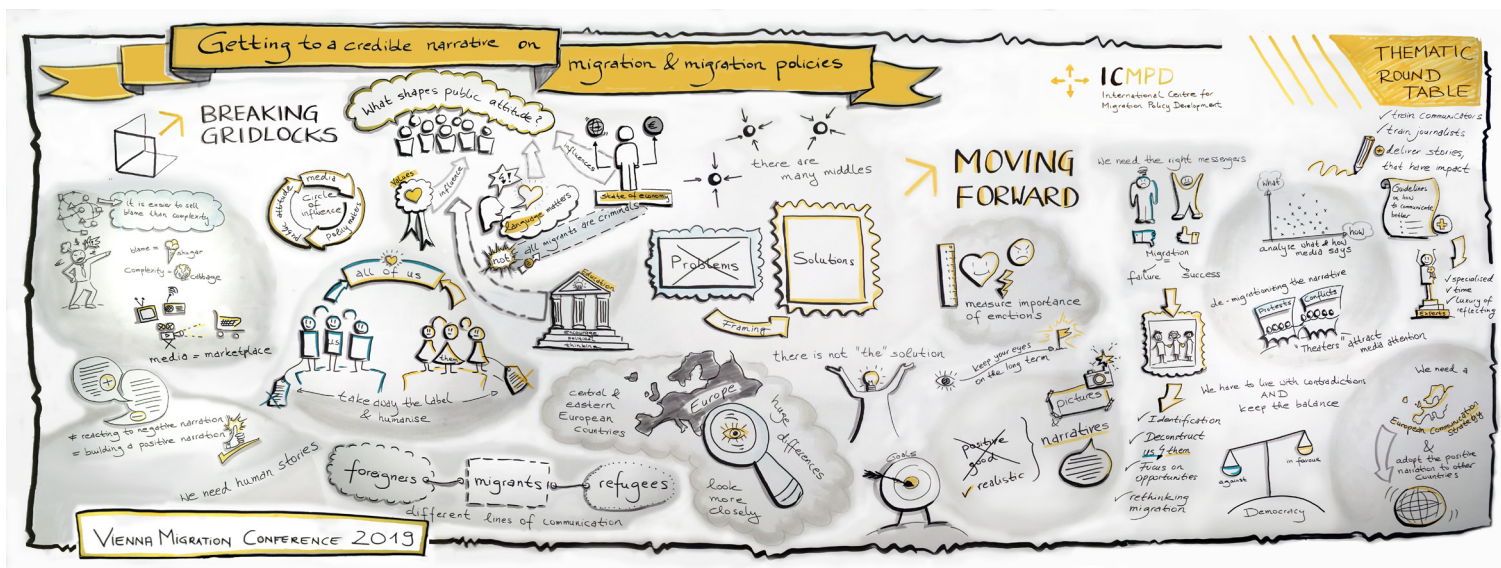 Getting to a credible narrative on
migration & migration policies
ICMPD
International Centre for
Migration Policy Development
THEMATIC
ROUND
TABLE
BREAKING
GRIDLOCKS
it is easier to sell
blame than complexity
blame =
shugar
complexity =
cabbage
media = marketplace
media
policy maters
public
attitude
Circle
of
influence
What shapes public attitude?
Values
influence
language matters
influences
State of economy
not
all migrants are criminals
Education
encourage
political
thinking
all of us
us
them
take away the Label
& humanise
≠ reacting to negative narration
= building a positive narration
We need human stories
foregners
migrants
refugees
different lines of communication
VIENNA MIGRATION CONFERENCE 2019
there are
many middles
Problems
Solutions
Framing
central &
eastern
European
Countries
Europe
huge differences
look
more
closely
there is not "the" solution
Goals
MOVING
FORWARD
measure importance
of emotions
keep your eyes
on the long term
pictures
&
narratives
positive
good
✓ realistic
We need the right messengers
Migration
=
failure
success
✓ Identification
✓ Deconstruct
us & them
✓ Focus on
opportunities
✓ rethinking
migration
What
how
analyse what & how
media says
de-migrationiting the narrative
Protests
Conflicts
"Theaters" attract
media attention
We have to live with contradictions
AND
keep the balance
against
in favour
Democracy
✓ train communicators
✓ train journalists
+ deliver stories,
that have impact
Guidelines
in how
to communicate
better
Experts
✓ specialised
✓ time
✓ luxury of
reflecting
We need a
European Communication
Strategy
&
adopt the positive
narration to other
Countries